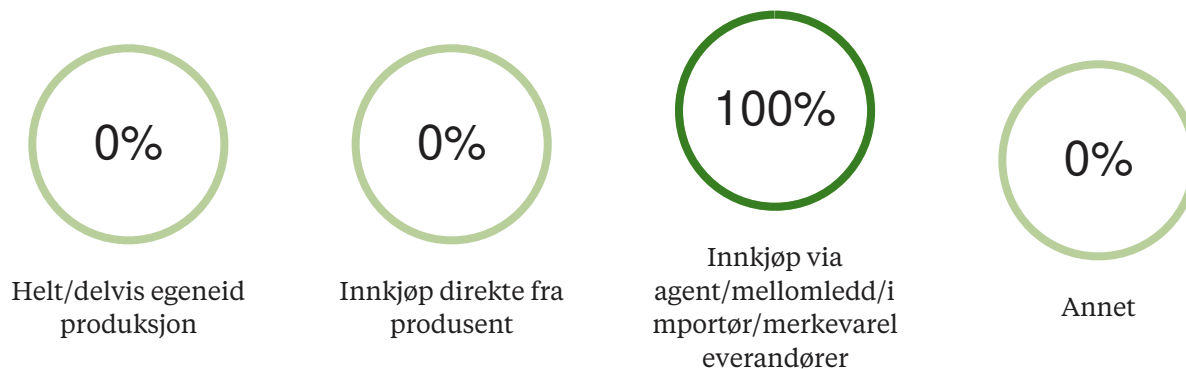 0%
Helt/delvis egeneid
produksjon
0%
Innkjøp direkte fra
produsent
100%
Innkjøp via
agent/mellomledd/i
mportør/merkevarel
everandører
0%
Annet